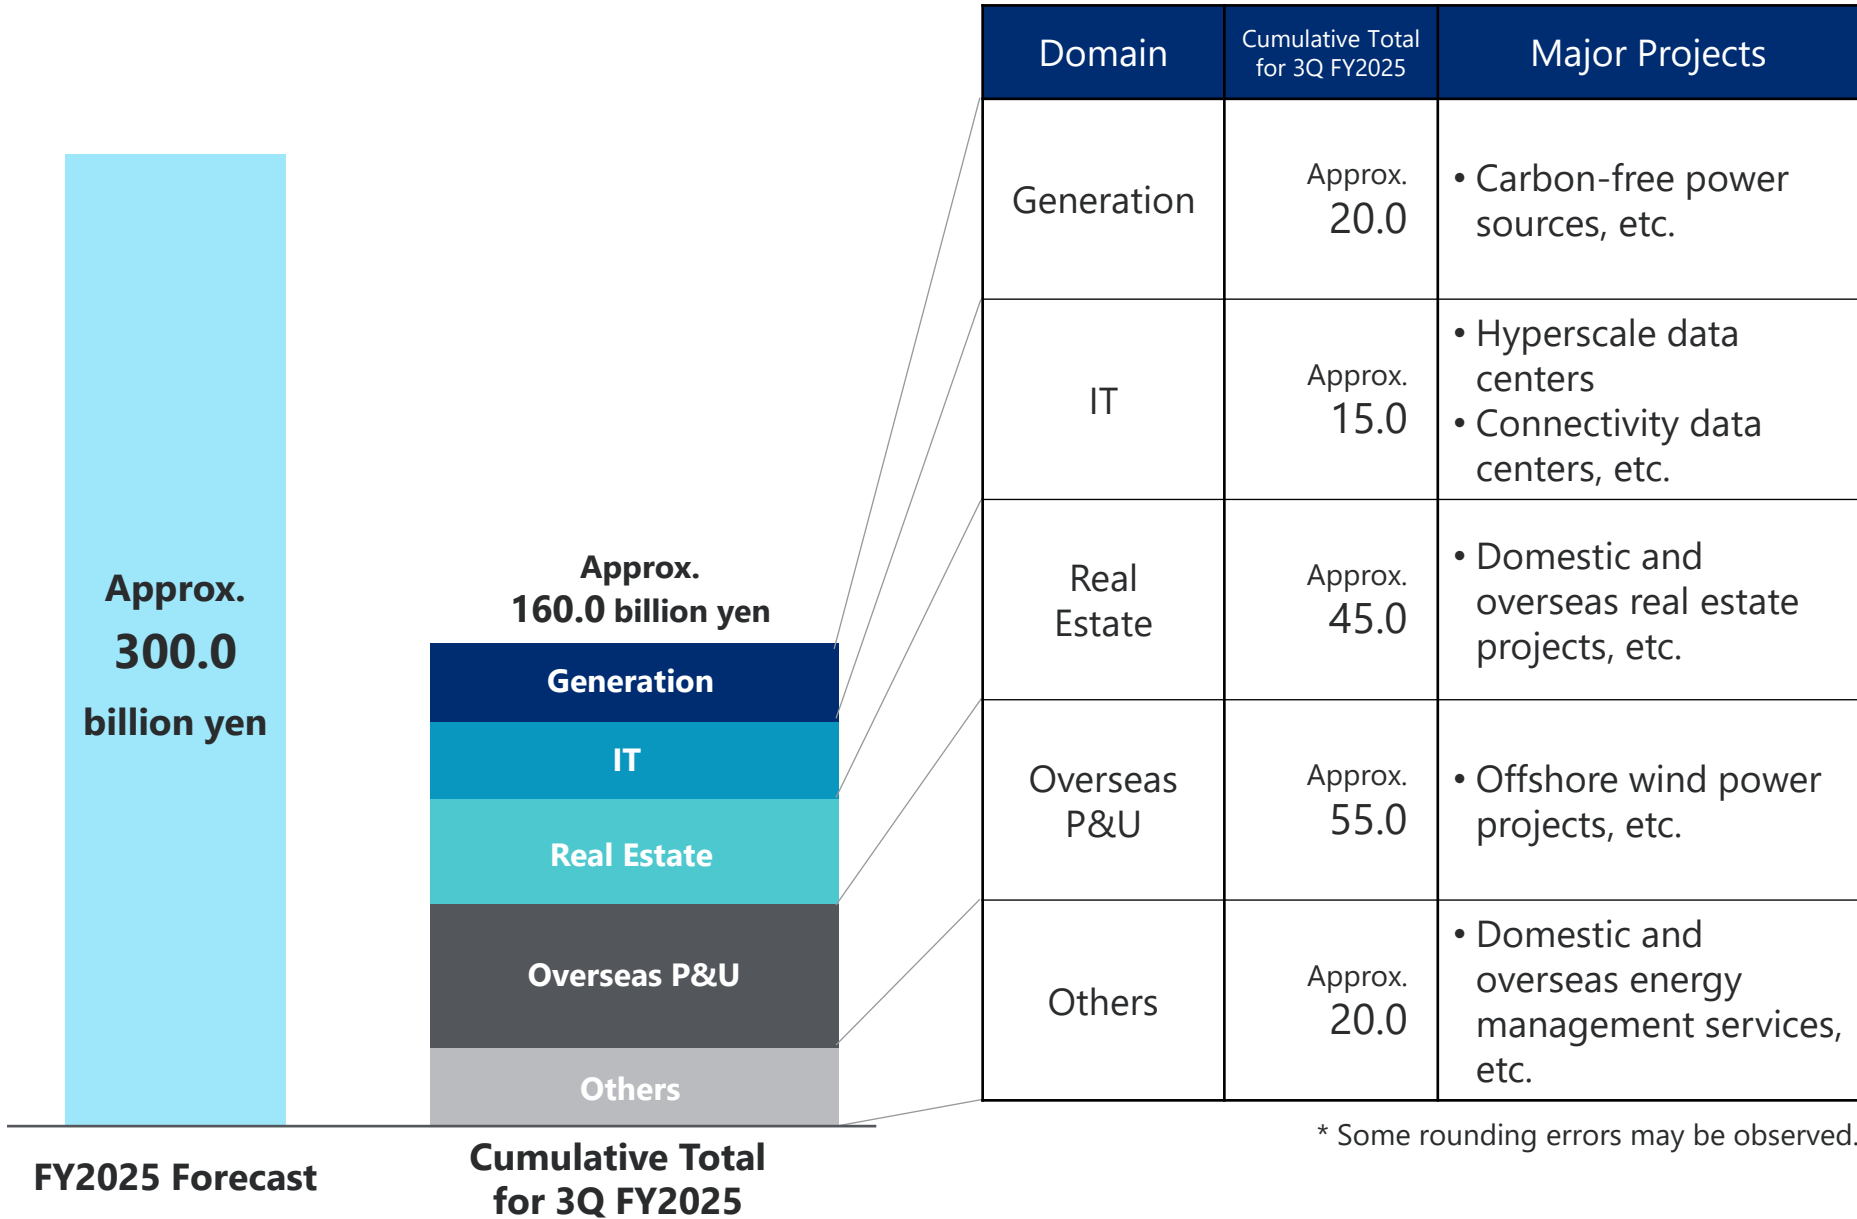 Approx.
300.0
billion yen
FY2025 Forecast
Approx.
160.0 billion yen
Generation
IT
Real Estate
Overseas P&U
Others
Cumulative Total
for 3Q FY2025
Domain
Cumulative Total
for 3Q FY2025
Major Projects
Generation
Approx.
20.0
• Carbon-free power
sources, etc.
IT
Approx.
15.0
• Hyperscale data
centers
• Connectivity data
centers, etc.
Real
Estate
Approx.
45.0
• Domestic and
overseas real estate
projects, etc.
Overseas
P&U
Approx.
55.0
• Offshore wind power
projects, etc.
Others
Approx.
20.0
• Domestic and
overseas energy
management services,
etc.
* Some rounding errors may be observed.